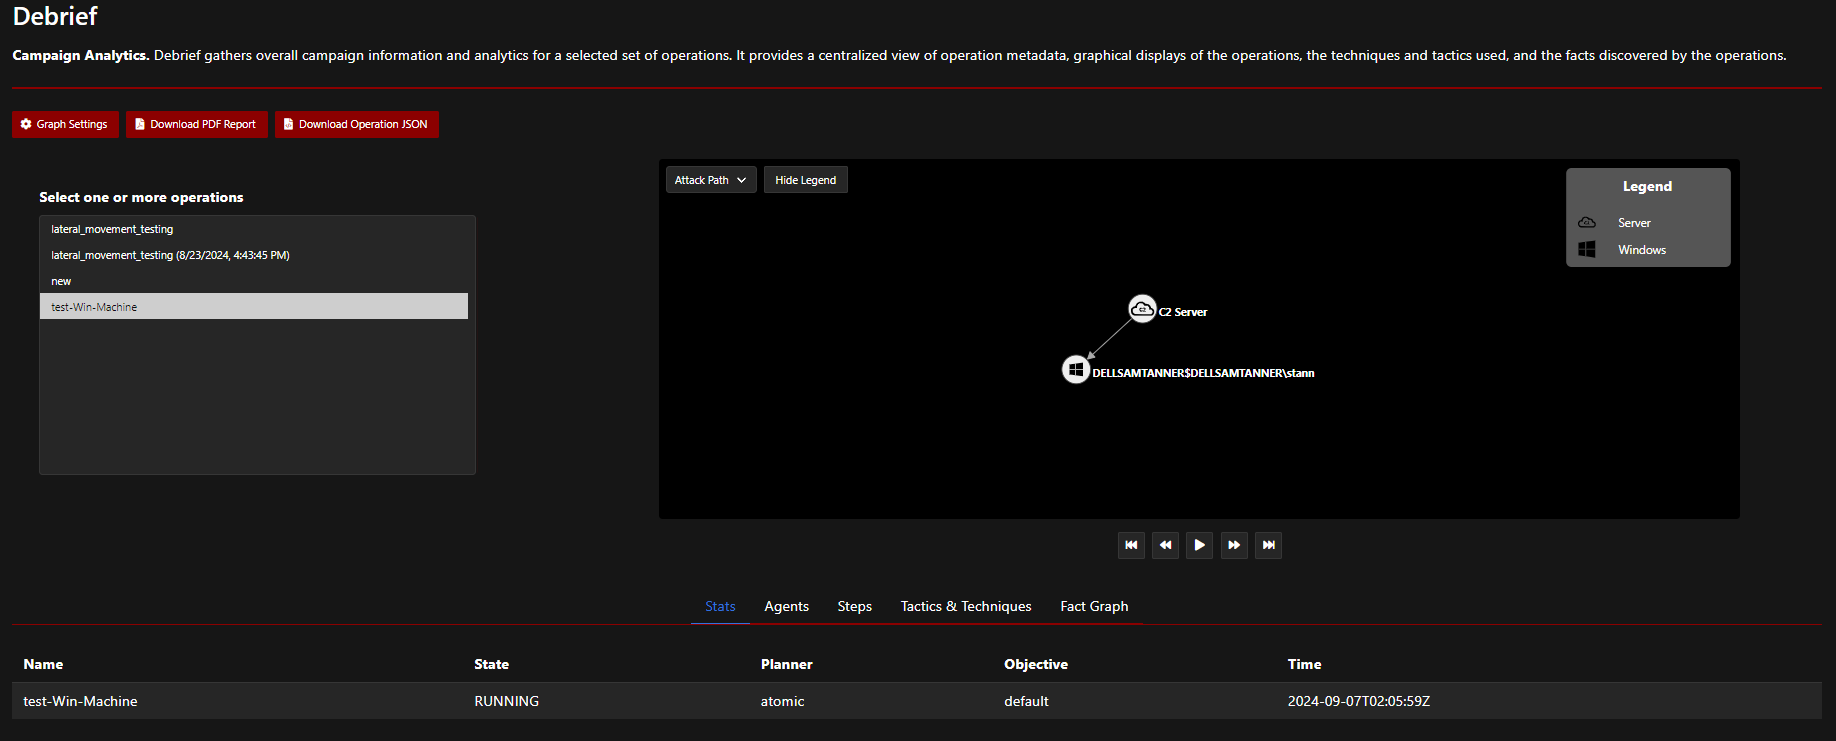 Debrief
Campaign Analytics. Debrief gathers overall campaign information and analytics for a selected set of operations. It provides a centralized view of operation metadata, graphical displays of the operations, the techniques and tactics used, and the facts discovered by the operations.
Graph Settings Download PDF Report Download Operation JSON
Select one or more operations
lateral_movement_testing
lateral_movement_testing (8/23/2024, 4:43:45 PM)
new
test-Win-Machine
Attack Path Hide Legend
Legend
Server
Windows
C2 Server
DELLSAMTANNER$DELLSAMTANNER\stann
Stats Agents Steps Tactics & Techniques Fact Graph
Name State Planner Objective Time
test-Win-Machine RUNNING atomic default 2024-09-07T02:05:59Z